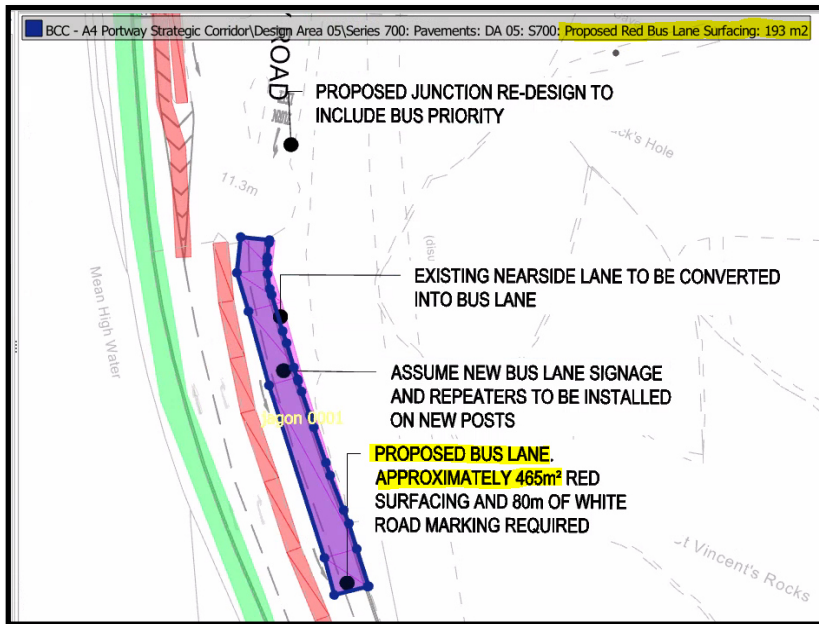 BCC - A4 Portway Strategic Corridor\Design Area 05\Series 700: Pavements: DA 05: S700: Proposed Red Bus Lane Surfacing: 193 m2
ROAD
PROPOSED JUNCTION RE-DESIGN TO
INCLUDE BUS PRIORITY
11.3m
Mean High Water
EXISTING NEARSIDE LANE TO BE CONVERTED
INTO BUS LANE
ASSUME NEW BUS LANE SIGNAGE
AND REPEATERS TO BE INSTALLED
ON NEW POSTS
0001
PROPOSED BUS LANE.
APPROXIMATELY 465m² RED
SURFACING AND 80m OF WHITE
ROAD MARKING REQUIRED
Hole
Vincent's Rocks